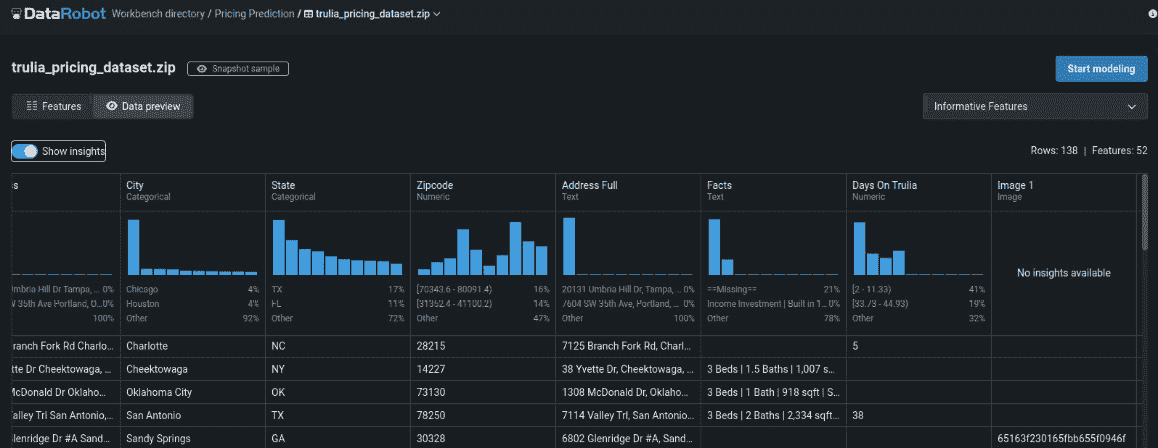 DataRobot Workbench directory / Pricing Prediction / trulia_pricing_dataset.zip
trulia_pricing_dataset.zip Snapshot sample Start modeling
Features Data preview Informative Features
Show insights Rows: 138 | Features: 52
s City State Zipcode Address Full Facts Days On Trulia Image 1
Categorical Categorical Numeric Text Text Numeric Image
No insights available
Umbria Hill Dr Tampa, ... 0% Chicago 4% TX 17% [70343.6 - 80091.4) 16% 20131 Umbria Hill Dr, Tampa, ... 0% ==Missing== 21% [2 - 11.33) 41%
W 35th Ave Portland, O... 0% Houston 4% FL 11% [31352.4 - 41100.2) 14% 7604 SW 35th Ave, Portland, ... 0% Income Investment | Built in 1... 0% [33.73 - 44.93) 19%
100% Other 92% Other 72% Other 47% Other 100% Other 78% Other 32%
ranch Fork Rd Charlo... Charlotte NC 28215 7125 Branch Fork Rd, Charl... 5
tte Dr Cheektowaga, ... Cheektowaga NY 14227 38 Yvette Dr, Cheektowaga, ... 3 Beds | 1.5 Baths | 1,007 s...
McDonald Dr Oklaho... Oklahoma City OK 73130 1308 McDonald Dr, Oklaho... 3 Beds | 1 Bath | 918 sqft | S...
alley Trl San Antonio,... San Antonio TX 78250 7114 Valley Trl, San Antoni... 3 Beds | 2 Baths | 2,334 sqft... 38
Glenridge Dr #A Sand... Sandy Springs GA 30328 6802 Glenridge Dr #A, Sand... 65163f230165fbb655f0946f